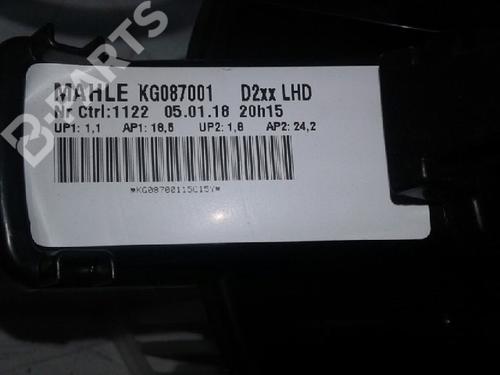 MAHLE KG087001 D2xx LHD
Nr Ctrl:1122 05.01.18 20h15
UP1: 1,1 AP1: 18,5 UP2: 1,8 AP2: 24,2
*KG08700115C15Y*
B-PARTS